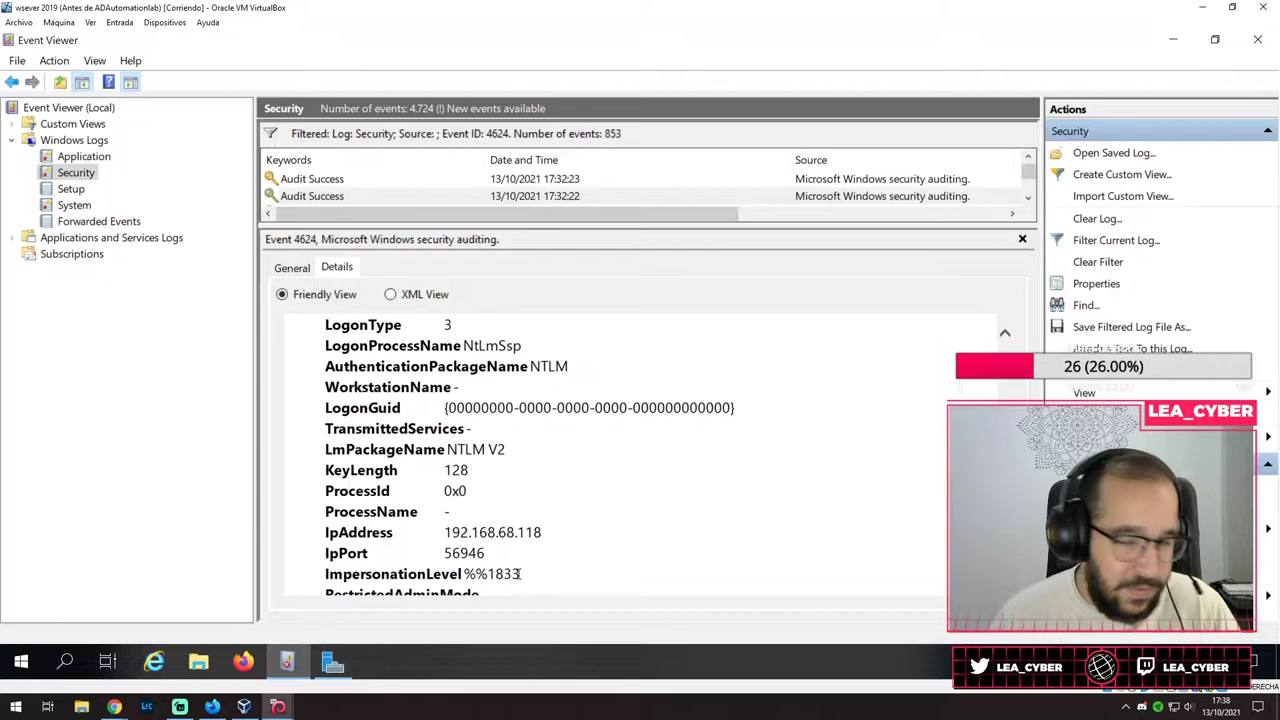 wsever 2019 (Antes de ADAutomationlab) [Corriendo] - Oracle VM VirtualBox
Archivo Máquina Ver Entrada Dispositivos Ayuda
Event Viewer
File Action View Help
Event Viewer (Local)
Custom Views
Windows Logs
Application
Security
Setup
System
Forwarded Events
Applications and Services Logs
Subscriptions
Security Number of events: 4.724 (!) New events available
Filtered: Log: Security; Source: ; Event ID: 4624. Number of events: 853
Keywords Date and Time Source
Audit Success 13/10/2021 17:32:23 Microsoft Windows security auditing.
Audit Success 13/10/2021 17:32:22 Microsoft Windows security auditing.
Event 4624, Microsoft Windows security auditing.
General Details
Friendly View XML View
LogonType 3
LogonProcessName NtLmSsp
AuthenticationPackageName NTLM
WorkstationName -
LogonGuid {00000000-0000-0000-0000-000000000000}
TransmittedServices -
LmPackageName NTLM V2
KeyLength 128
ProcessId 0x0
ProcessName -
IpAddress 192.168.68.118
IpPort 56946
ImpersonationLevel %%1833
RestrictedAdminMode
Actions
Security
Open Saved Log...
Create Custom View...
Import Custom View...
Clear Log...
Filter Current Log...
Clear Filter
Properties
Find...
Save Filtered Log File As...
Attach a Task To this Log...
26 (26.00%)
View
LEA_CYBER
LEA_CYBER LEA_CYBER
DERECHA
LRC
17:38
13/10/2021